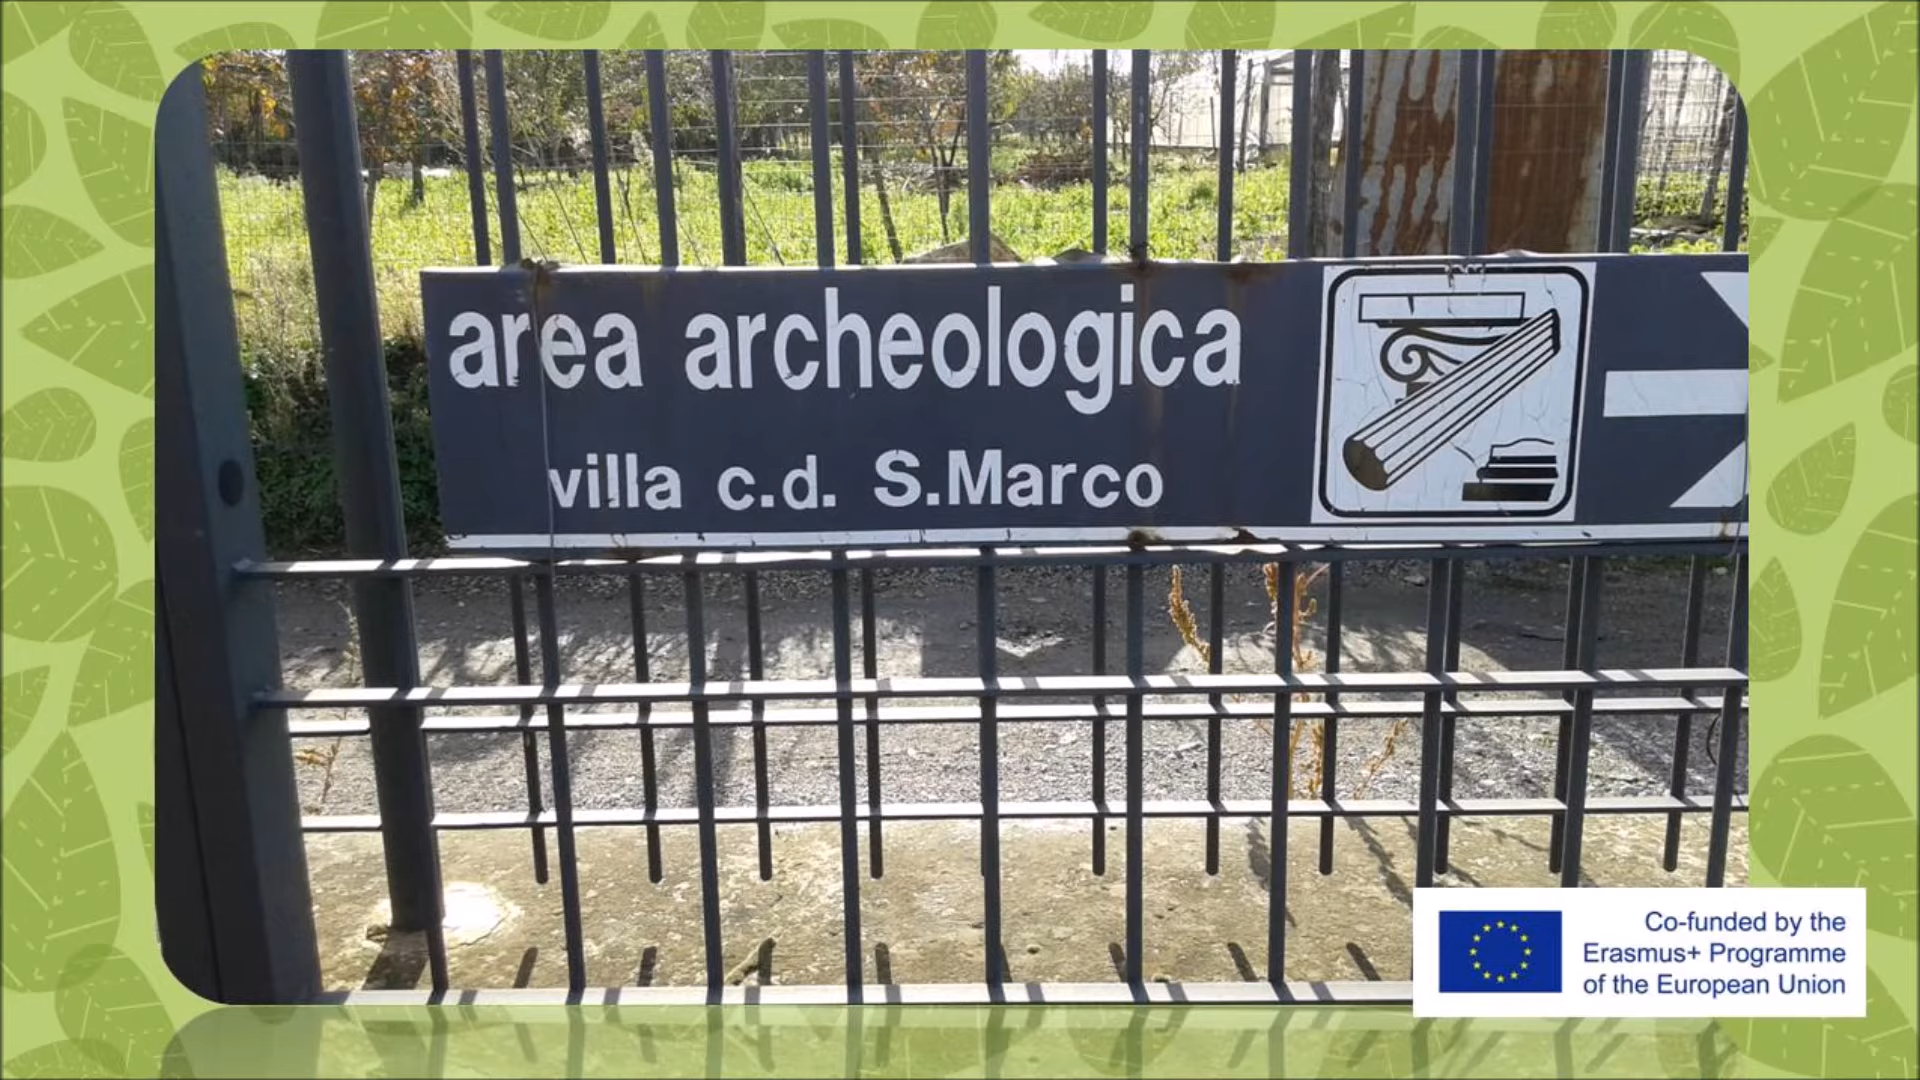 area archeologica
villa c.d. S.Marco
Co-funded by the
Erasmus+ Programme
of the European Union